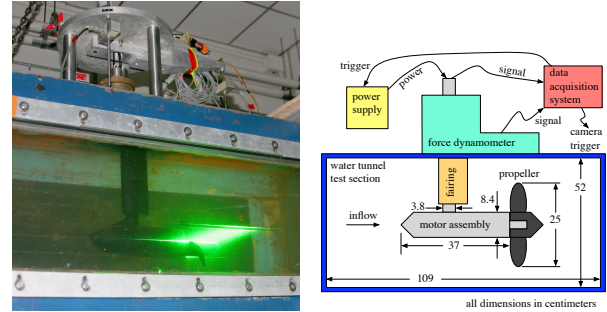 trigger
power
signal
data
acquisition
system
power
supply
signal
camera
trigger
force dynamometer
water tunnel
test section
fairing
propeller
52
3.8
8.4
25
inflow
motor assembly
37
109
all dimensions in centimeters